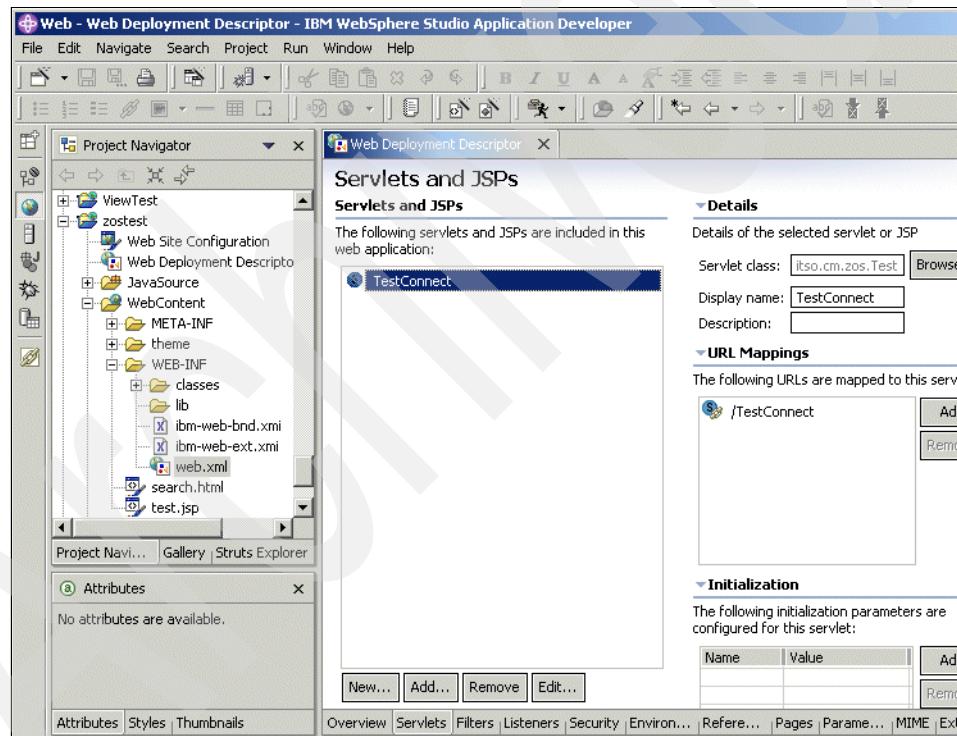 Web - Web Deployment Descriptor - IBM WebSphere Studio Application Developer
File Edit Navigate Search Project Run Window Help
Project Navigator
ViewTest
zostest
Web Site Configuration
Web Deployment Descripto
JavaSource
WebContent
META-INF
theme
WEB-INF
classes
lib
ibm-web-bnd.xmi
ibm-web-ext.xmi
web.xml
search.html
test.jsp
Project Navi... Gallery Struts Explorer
Attributes
No attributes are available.
Attributes Styles Thumbnails
Web Deployment Descriptor
Servlets and JSPs
Servlets and JSPs
The following servlets and JSPs are included in this
web application:
TestConnect
New... Add... Remove Edit...
Details
Details of the selected servlet or JSP
Servlet class: itso.cm.zos.Test Browse
Display name: TestConnect
Description:
URL Mappings
The following URLs are mapped to this serv
/TestConnect
Ad
Remo
Initialization
The following initialization parameters are
configured for this servlet:
Name Value
Ad
Remo
Overview Servlets Filters Listeners Security Environ... Refere... Pages Parame... MIME Ext